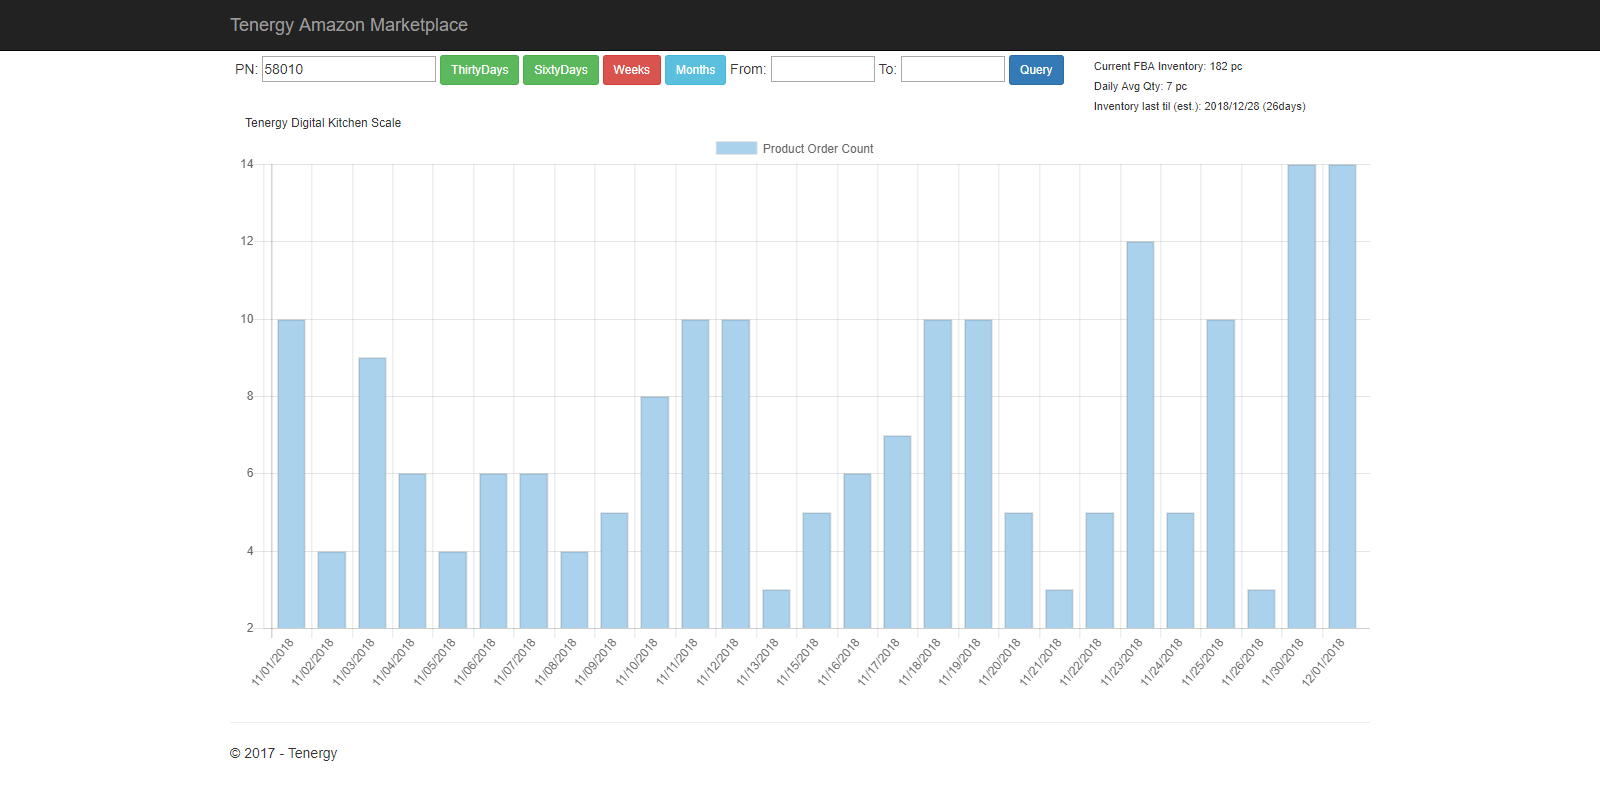 Tenergy Amazon Marketplace
PN: 58010 ThirtyDays SixtyDays Weeks Months From: To: Query
Current FBA Inventory: 182 pc
Daily Avg Qty: 7 pc
Inventory last til (est.): 2018/12/28 (26days)
Tenergy Digital Kitchen Scale
Product Order Count
14
12
10
8
6
4
2
11/01/2018 11/02/2018 11/03/2018 11/04/2018 11/05/2018 11/06/2018 11/07/2018 11/08/2018 11/09/2018 11/10/2018 11/11/2018 11/12/2018 11/13/2018 11/15/2018 11/16/2018 11/17/2018 11/18/2018 11/19/2018 11/20/2018 11/21/2018 11/22/2018 11/23/2018 11/24/2018 11/25/2018 11/26/2018 11/30/2018 12/01/2018
© 2017 - Tenergy